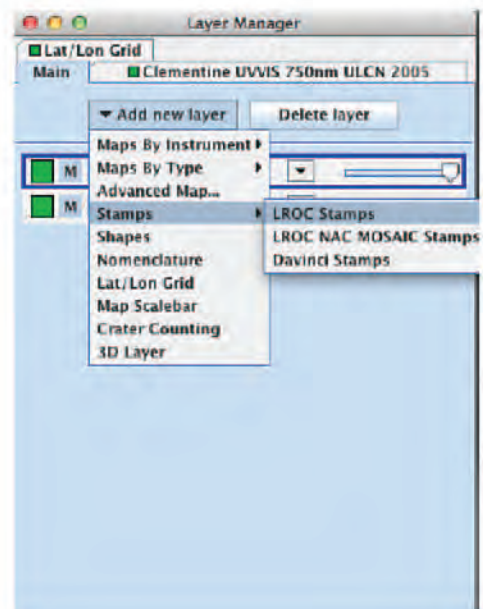 Layer Manager
Lat/Lon Grid
Main
Clementine UVVIS 750nm ULCN 2005
Add new layer
Delete layer
Maps By Instrument
M
Maps By Type
Advanced Map...
M
Stamps
LROC Stamps
Shapes
LROC NAC MOSAIC Stamps
Nomenclature
Davinci Stamps
Lat/Lon Grid
Map Scalebar
Crater Counting
3D Layer